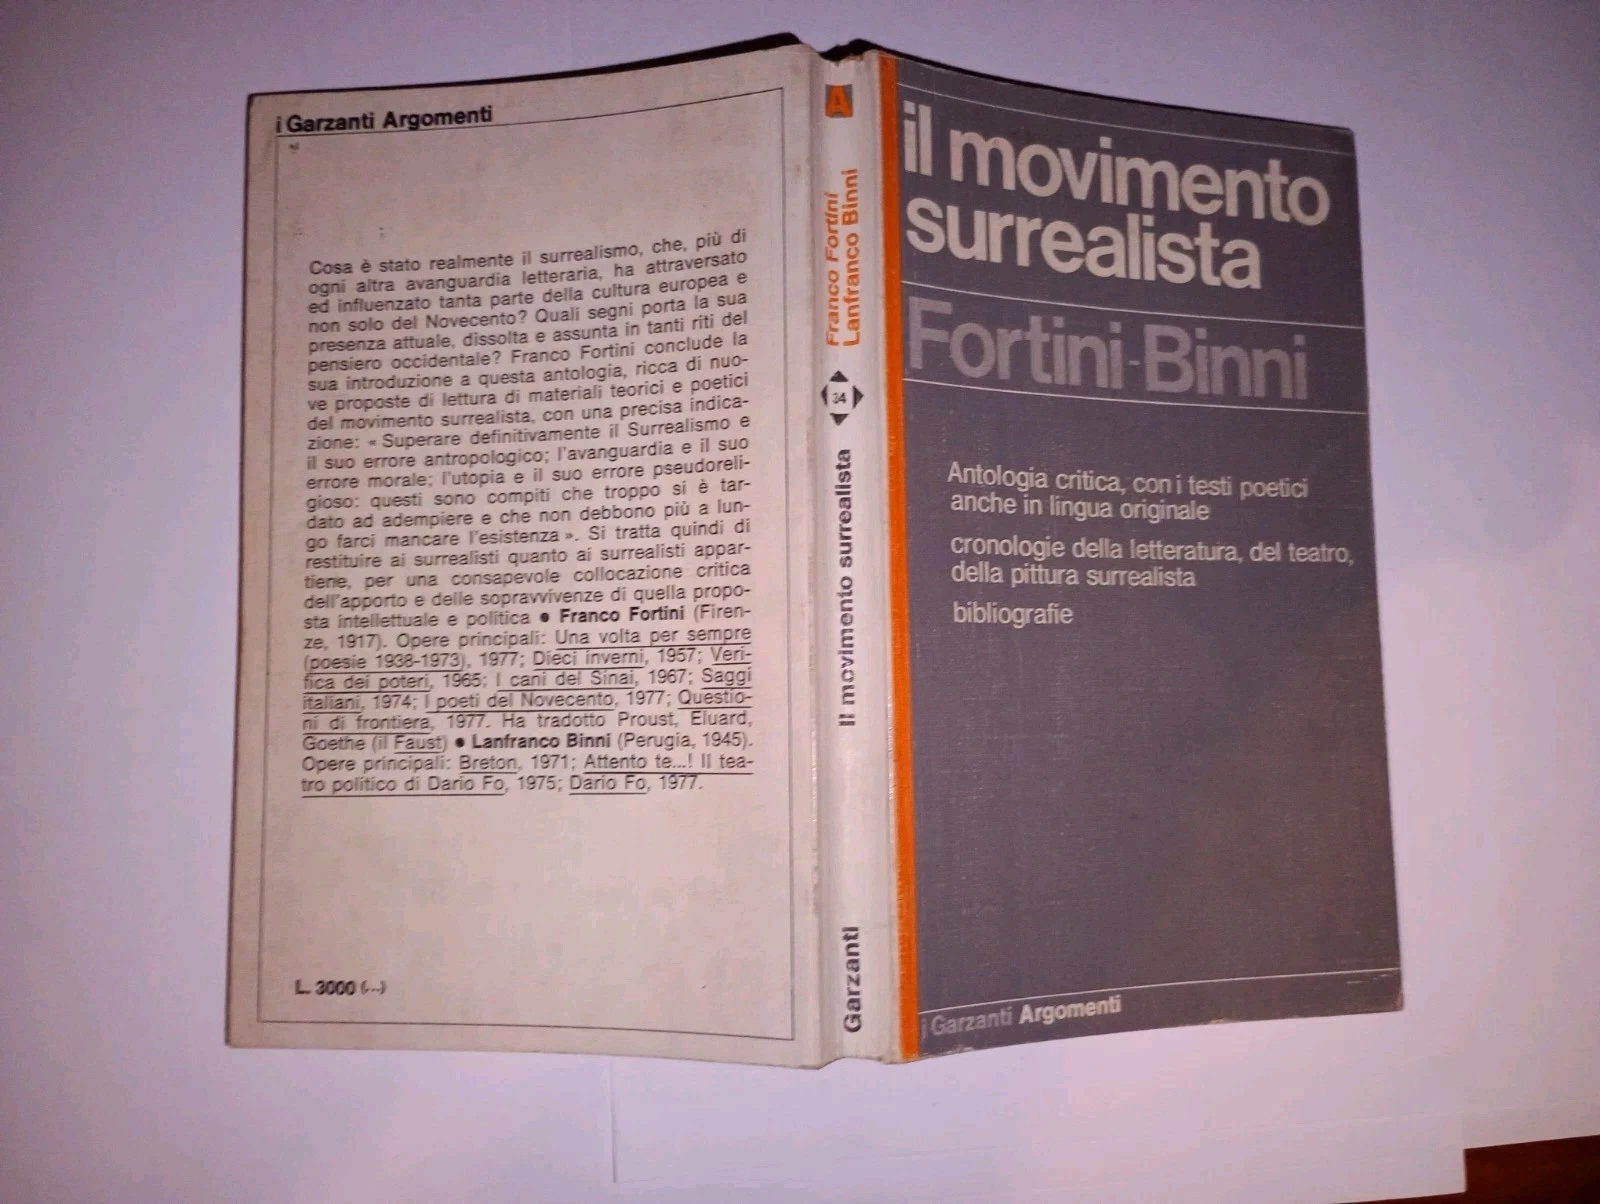 i Garzanti Argomenti
Cosa è stato realmente il surrealismo, che, più di
ogni altra avanguardia letteraria, ha attraversato
ed influenzato tanta parte della cultura europea e
non solo del Novecento? Quali segni porta la sua
presenza attuale, dissolta e assunta in tanti riti del
pensiero occidentale? Franco Fortini conclude la
sua introduzione a questa antologia, ricca di nuo-
ve proposte di lettura di materiali teorici e poetici
del movimento surrealista, con una precisa indica-
zione: « Superare definitivamente il Surrealismo e
il suo errore antropologico; l'avanguardia e il suo
errore morale; l'utopia e il suo errore pseudoreli-
gioso: questi sono compiti che troppo si è tar-
dato ad adempiere e che non debbono più a lun-
go farci mancare l'esistenza ». Si tratta quindi di
restituire ai surrealisti quanto ai surrealisti appar-
tiene, per una consapevole collocazione critica
dell'apporto e delle sopravvivenze di quella propo-
sta intellettuale e politica ● Franco Fortini (Firen-
ze, 1917). Opere principali: Una volta per sempre
(poesie 1938-1973), 1977; Dieci inverni, 1957; Veri-
fica dei poteri, 1965; I cani del Sinai, 1967; Saggi
italiani, 1974; I poeti del Novecento, 1977; Questio-
ni di frontiera, 1977. Ha tradotto Proust, Eluard,
Goethe (il Faust) ● Lanfranco Binni (Perugia, 1945).
Opere principali: Breton, 1971; Attento te...! Il tea-
tro politico di Dario Fo, 1975; Dario Fo, 1977.
L. 3000 (...)
A
Franco Fortini
Lanfranco Binni
34
Il movimento surrealista
Garzanti
il movimento
surrealista
Fortini-Binni
Antologia critica, con i testi poetici
anche in lingua originale
cronologie della letteratura, del teatro,
della pittura surrealista
bibliografie
i Garzanti Argomenti